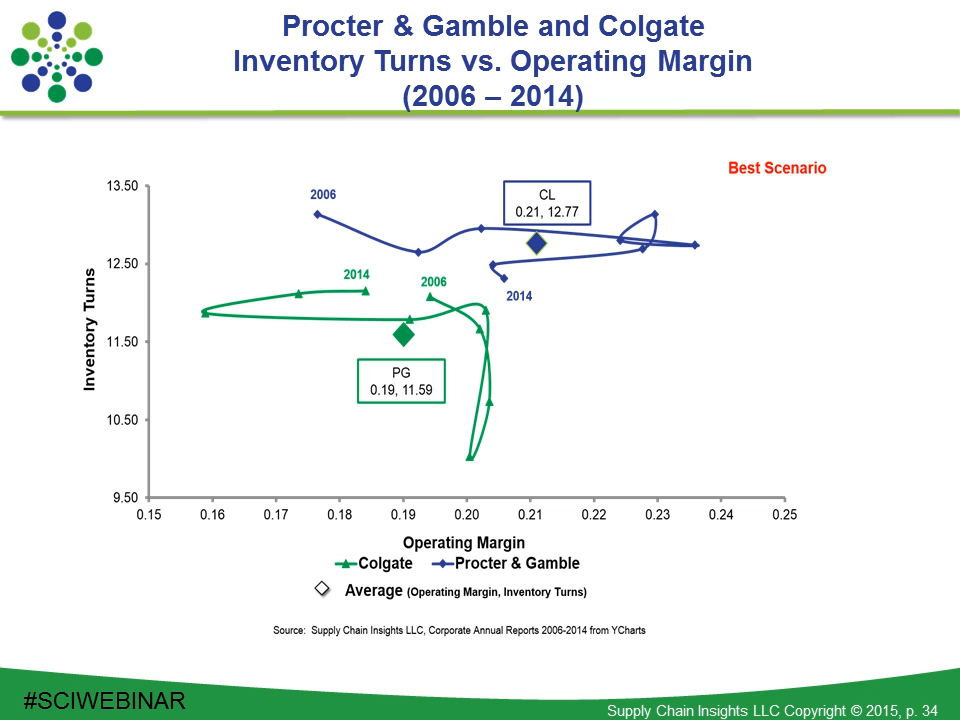 Procter & Gamble and Colgate
Inventory Turns vs. Operating Margin
(2006 – 2014)
Best Scenario
13.50
12.50
11.50
10.50
9.50
Inventory Turns
2006
CL
0.21, 12.77
2014
2014
2006
PG
0.19, 11.59
0.15
0.16
0.17
0.18
0.19
0.20
0.21
0.22
0.23
0.24
0.25
Operating Margin
Colgate
Procter & Gamble
Average (Operating Margin, Inventory Turns)
Source: Supply Chain Insights LLC, Corporate Annual Reports 2006-2014 from YCharts
#SCIWEBINAR
Supply Chain Insights LLC Copyright © 2015, p. 34